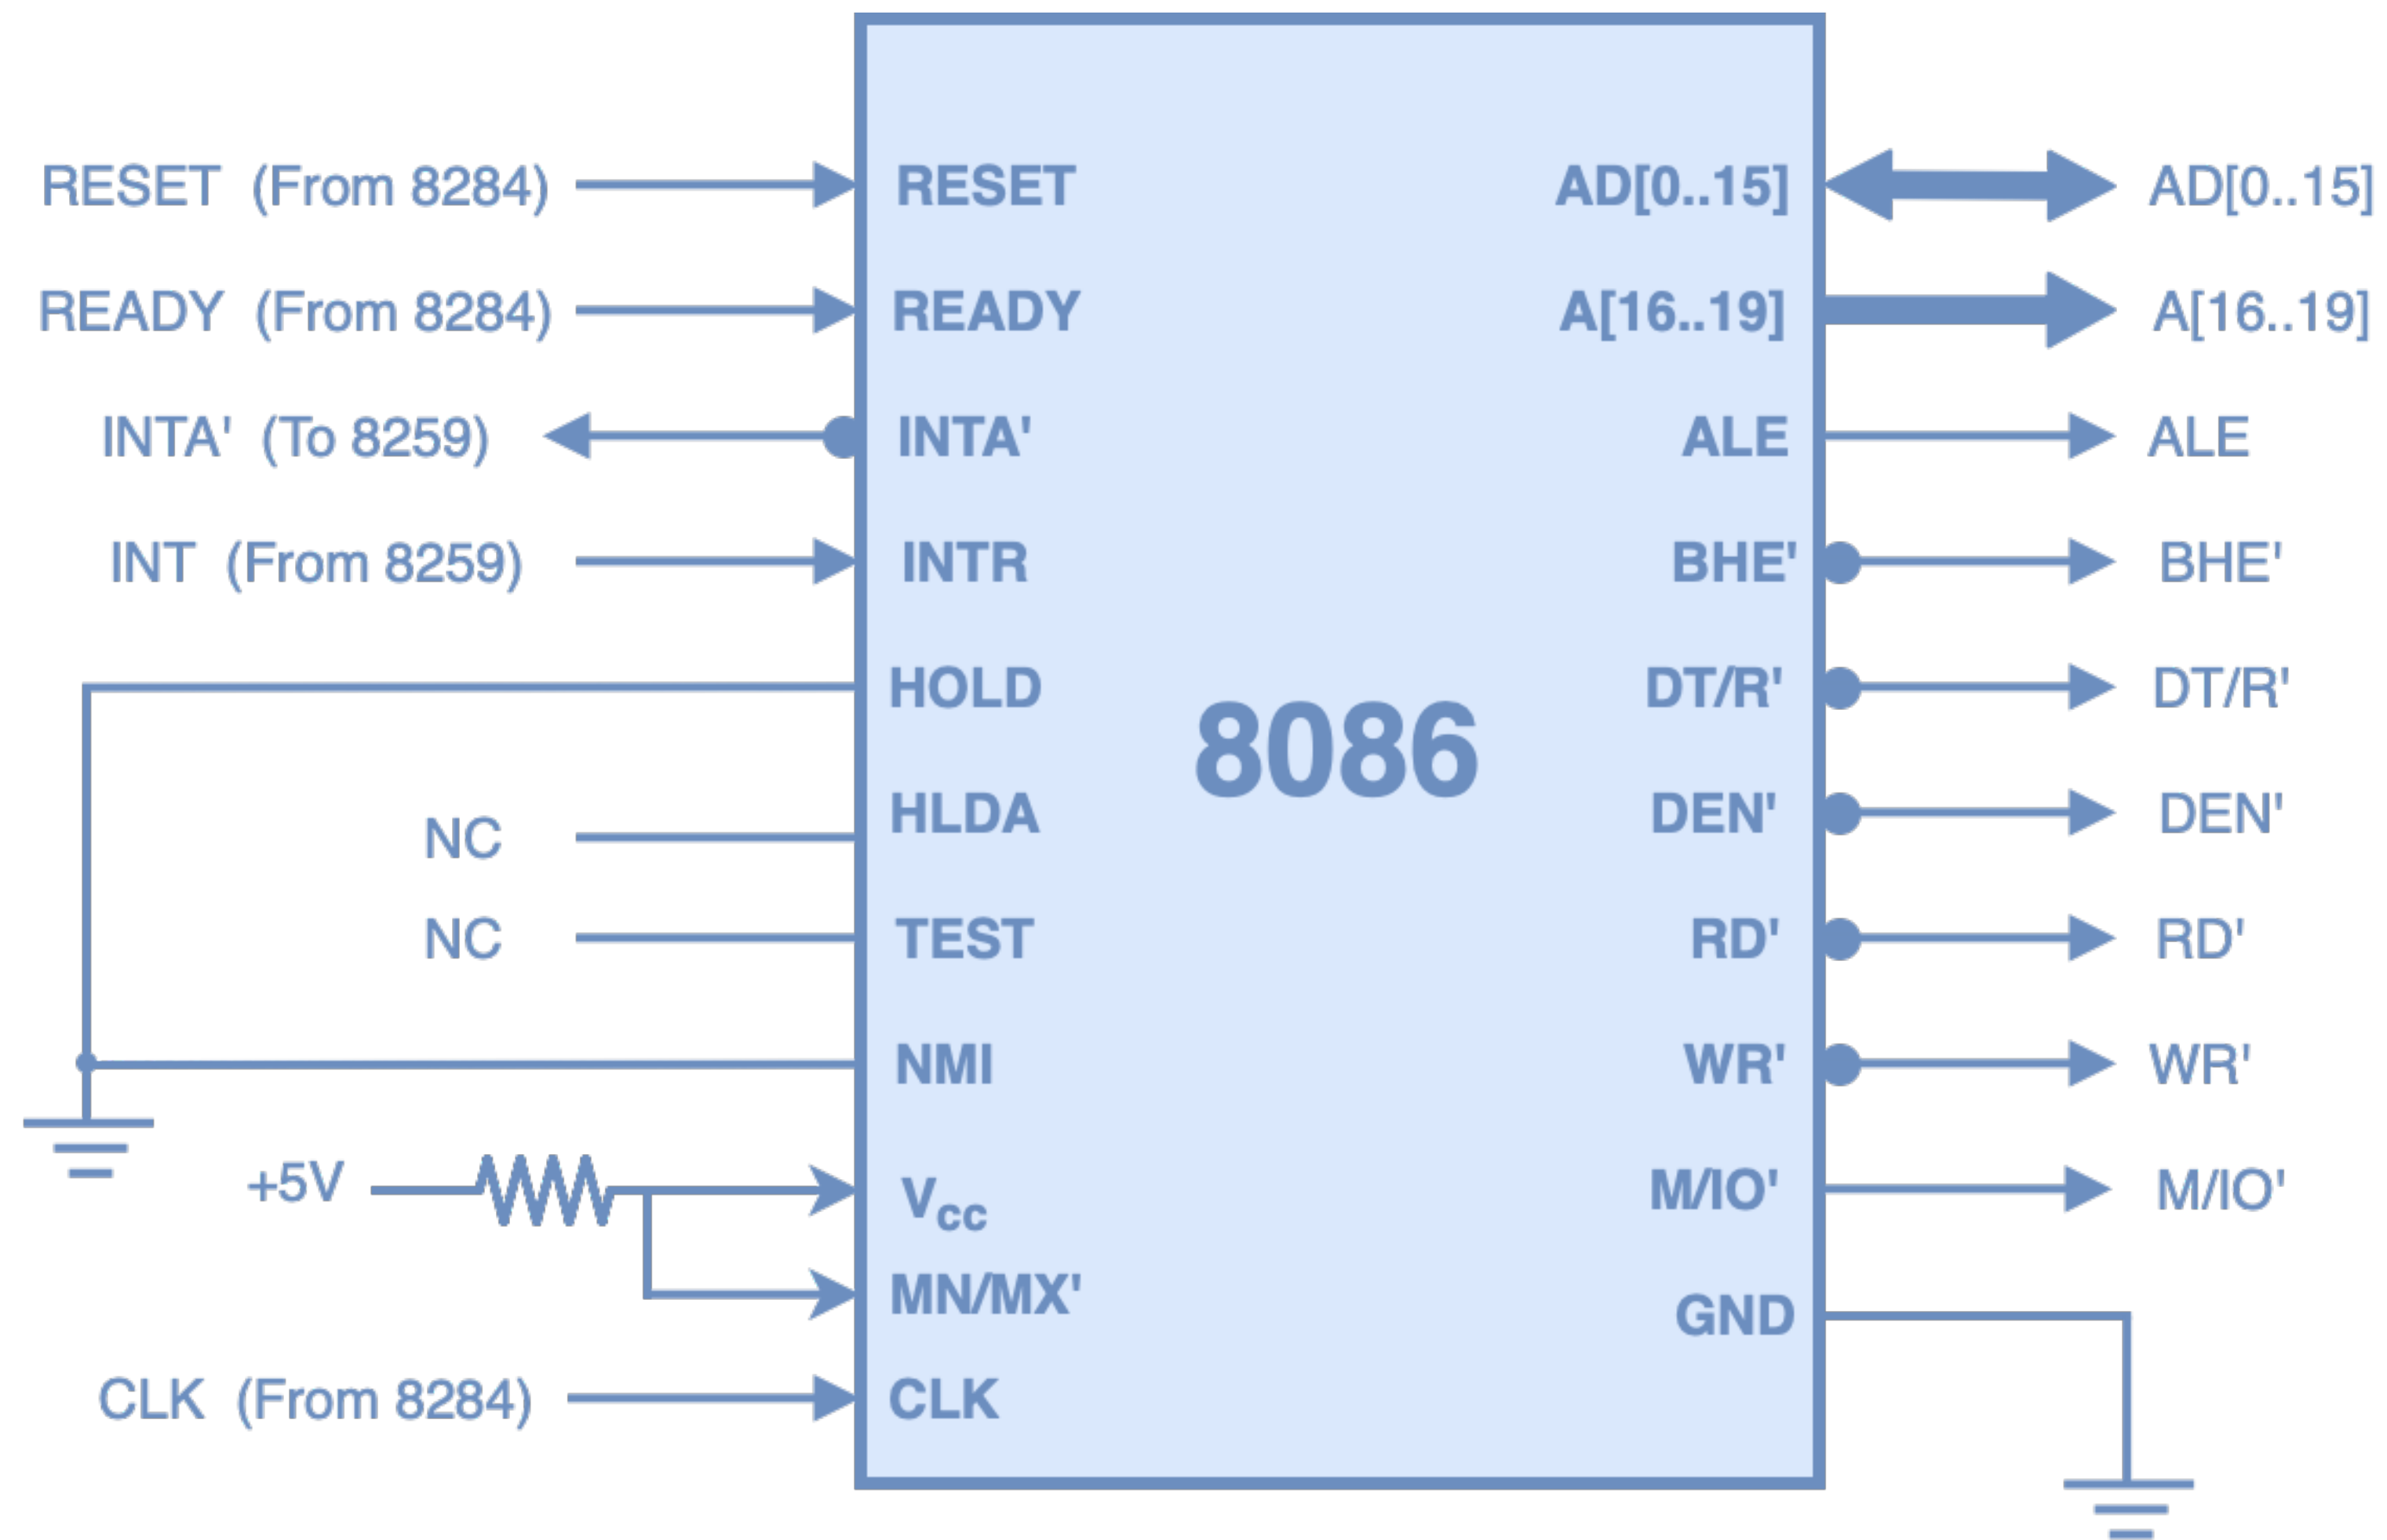 RESET (From 8284)
RESET
AD[0..15]
AD[0..15]
READY (From 8284)
READY
A[16..19]
A[16..19]
INTA' (To 8259)
INTA'
ALE
ALE
INT (From 8259)
INTR
BHE'
BHE'
HOLD
8086
DT/R'
DT/R'
NC
HLDA
DEN'
DEN'
NC
TEST
RD'
RD'
NMI
WR'
WR'
+5V
Vcc
M/IO'
M/IO'
MN/MX'
GND
CLK (From 8284)
CLK